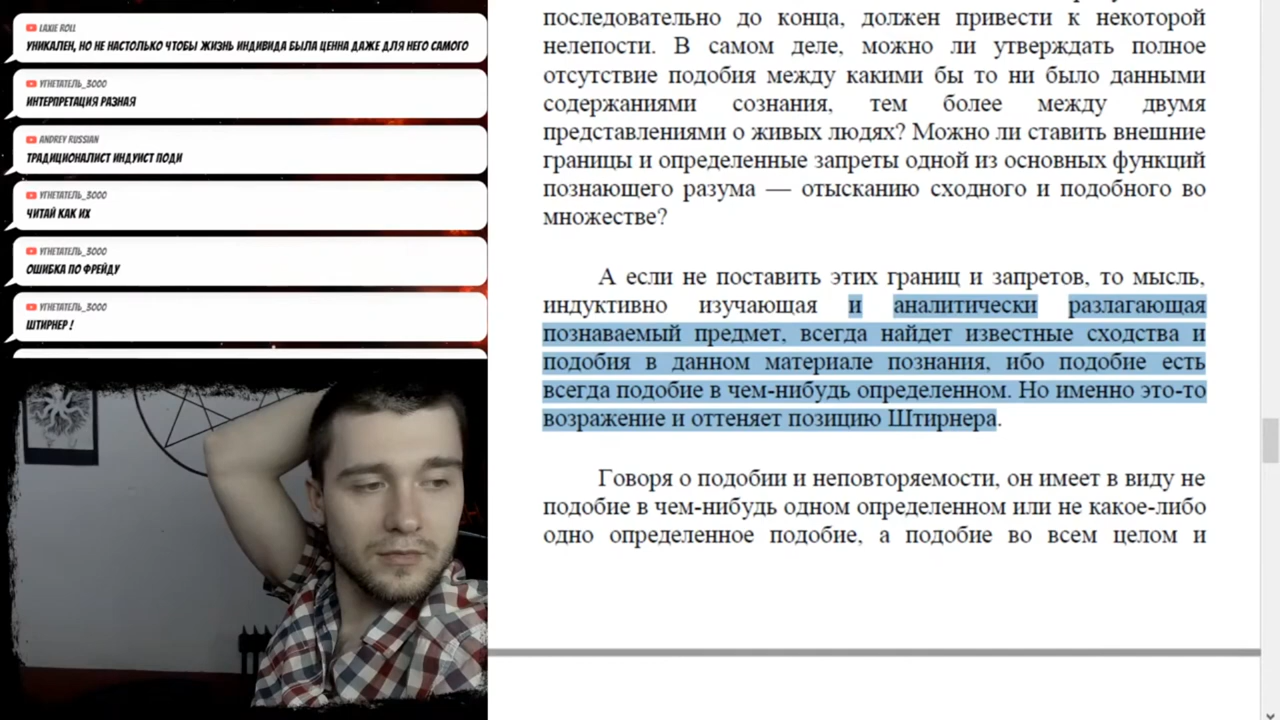 LAXIE ROLL
УНИКАЛЕН, НО НЕ НАСТОЛЬКО ЧТОБЫ ЖИЗНЬ ИНДИВИДА БЫЛА ЦЕННА ДАЖЕ ДЛЯ НЕГО САМОГО
УГНЕТАТЕЛЬ_3000
ИНТЕРПРЕТАЦИЯ РАЗНАЯ
ANDREY RUSSIAN
ТРАДИЦИОНАЛИСТ ИНДУИСТ ПОДИ
УГНЕТАТЕЛЬ_3000
ЧИТАЙ КАК ИХ
УГНЕТАТЕЛЬ_3000
ОШИБКА ПО ФРЕЙДУ
УГНЕТАТЕЛЬ_3000
ШТИРНЕР !
последовательно до конца, должен привести к некоторой
нелепости. В самом деле, можно ли утверждать полное
отсутствие подобия между какими бы то ни было данными
содержаниями сознания, тем более между двумя
представлениями о живых людях? Можно ли ставить внешние
границы и определенные запреты одной из основных функций
познающего разума — отысканию сходного и подобного во
множестве?
А если не поставить этих границ и запретов, то мысль,
индуктивно изучающая и аналитически разлагающая
познаваемый предмет, всегда найдет известные сходства и
подобия в данном материале познания, ибо подобие есть
всегда подобие в чем-нибудь определенном. Но именно это-то
возражение и оттеняет позицию Штирнера.
Говоря о подобии и неповторяемости, он имеет в виду не
подобие в чем-нибудь одном определенном или не какое-либо
одно определенное подобие, а подобие во всем целом и